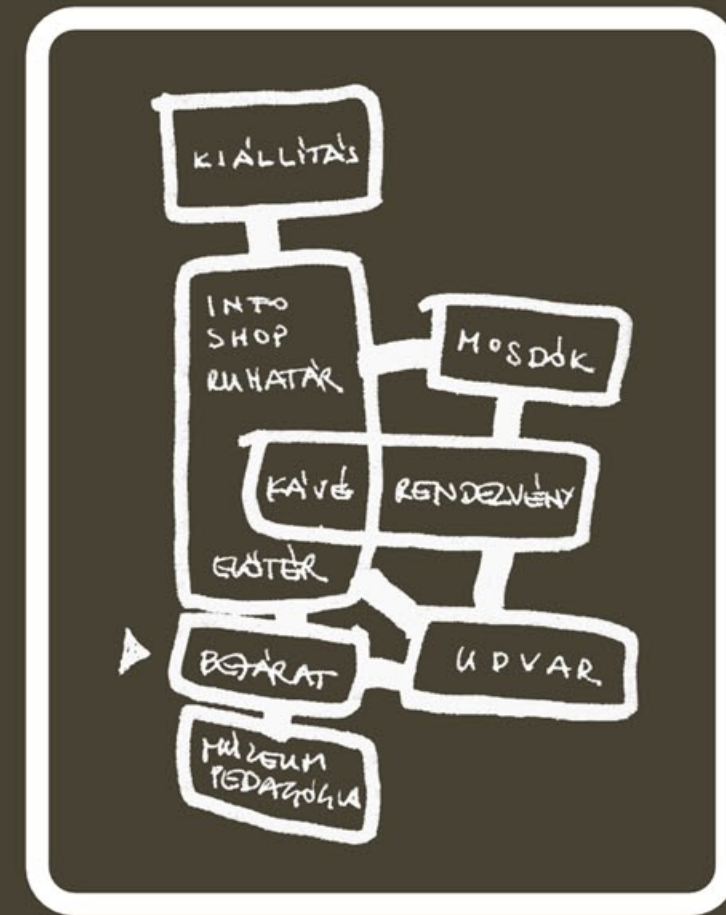 KIÁLLÍTÁS
INFO
SHOP
RUHATÁR
MOSDÓK
KÁVÉ
RENDEZVÉNY
ELŐTÉR
BEJÁRAT
UDVAR
MÚZEUM
PEDAGÓGIA